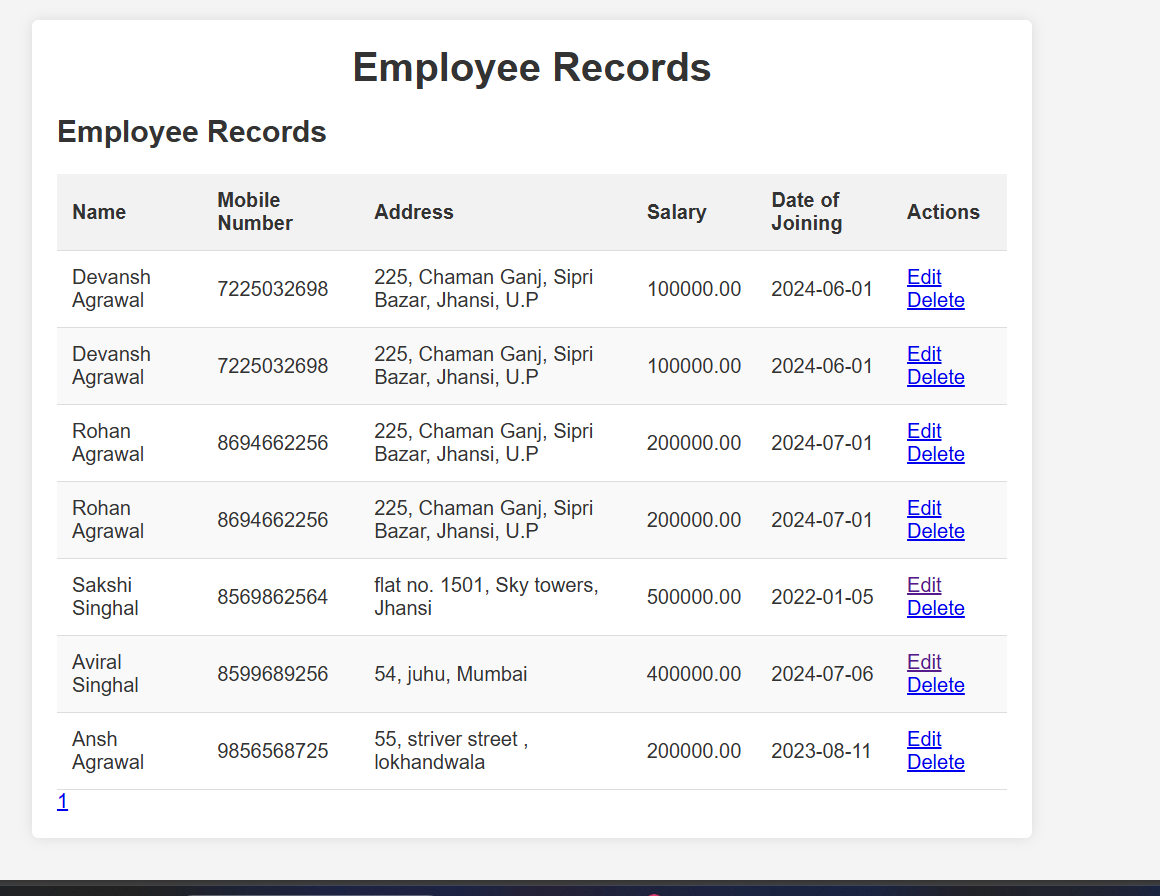 Employee Records
Employee Records
Name Mobile Number Address Salary Date of Joining Actions
Devansh Agrawal 7225032698 225, Chaman Ganj, Sipri Bazar, Jhansi, U.P 100000.00 2024-06-01 Edit Delete
Devansh Agrawal 7225032698 225, Chaman Ganj, Sipri Bazar, Jhansi, U.P 100000.00 2024-06-01 Edit Delete
Rohan Agrawal 8694662256 225, Chaman Ganj, Sipri Bazar, Jhansi, U.P 200000.00 2024-07-01 Edit Delete
Rohan Agrawal 8694662256 225, Chaman Ganj, Sipri Bazar, Jhansi, U.P 200000.00 2024-07-01 Edit Delete
Sakshi Singhal 8569862564 flat no. 1501, Sky towers, Jhansi 500000.00 2022-01-05 Edit Delete
Aviral Singhal 8599689256 54, juhu, Mumbai 400000.00 2024-07-06 Edit Delete
Ansh Agrawal 9856568725 55, striver street , lokhandwala 200000.00 2023-08-11 Edit Delete
1